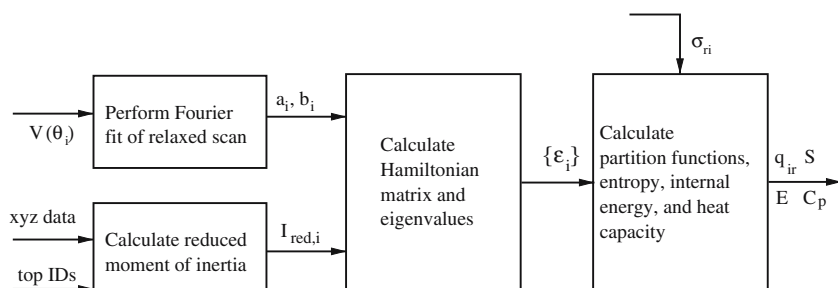 σri
V(θi)
Perform Fourier
fit of relaxed scan
ai, bi
xyz data
top IDs
Calculate reduced
moment of inertia
Ired,i
Calculate
Hamiltonian
matrix and
eigenvalues
{εi}
Calculate
partition functions,
entropy, internal
energy, and heat
capacity
qir S
E Cp